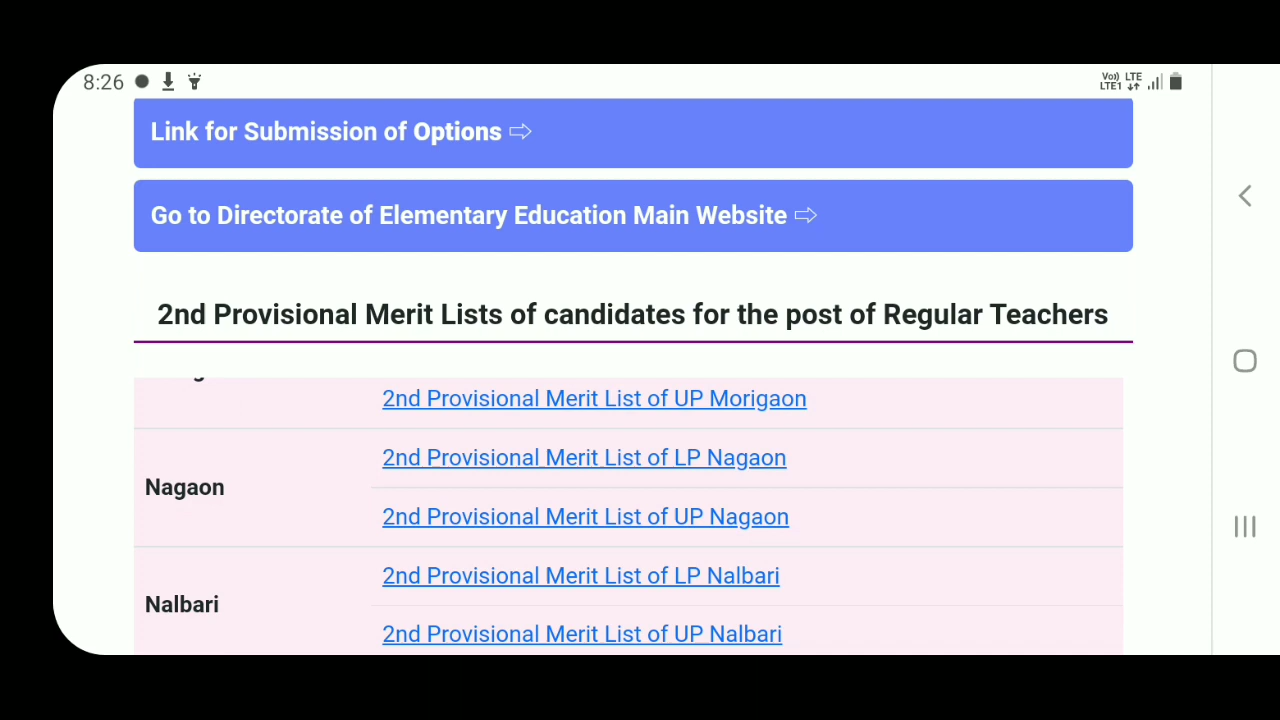 8:26
Vo)) LTE
LTE1
Link for Submission of Options ⇨
Go to Directorate of Elementary Education Main Website ⇨
2nd Provisional Merit Lists of candidates for the post of Regular Teachers
2nd Provisional Merit List of UP Morigaon
Nagaon
2nd Provisional Merit List of LP Nagaon
2nd Provisional Merit List of UP Nagaon
Nalbari
2nd Provisional Merit List of LP Nalbari
2nd Provisional Merit List of UP Nalbari